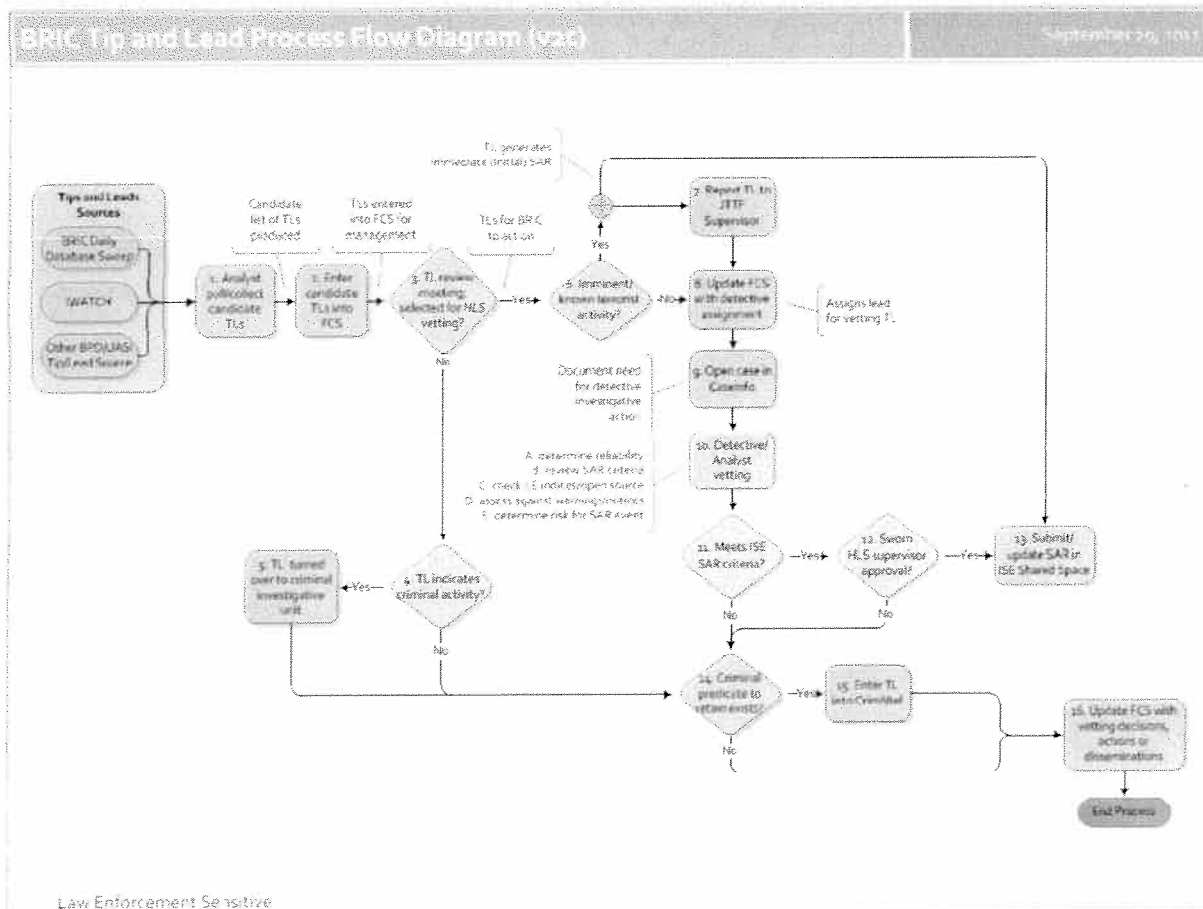 BRIC Tip and Lead Process Flow Diagram
September 29,
Tips and Leads
Sources
BRIC Daily
Database Sweep
iWATCH
Other BPD/UASI
Tip/Lead Source
Candidate
list of TLs
produced
TLs entered
into FCS for
management
TLs for BRIC
to action
TL generates
immediate (initial) SAR
1. Analyst
pull/collect
candidate
TLs
2. Enter
candidate
TLs into
FCS
3. TL review
meeting:
selected for HLS
vetting?
Yes
No
6. Imminent/
known terrorist
activity?
Yes
No
7. Report TL to
JTTF
Supervisor
8. Update FCS
with detective
assignment
Assigns lead
for vetting TL
Document need
for detective
investigative
action
9. Open case in
CaseInfo
A. determine reliability
B. review SAR criteria
C. check LE indices/open source
D. assess against warnings/notices
E. determine risk for SAR event
10. Detective/
Analyst
vetting
11. Meets ISE
SAR criteria?
Yes
No
12. Sworn
HLS supervisor
approval?
Yes
No
13. Submit/
update SAR in
ISE Shared Space
4. TL indicates
criminal activity?
Yes
No
5. TL turned
over to criminal
investigative
unit
14. Criminal
predicate to
retain exists?
Yes
No
15. Enter TL
into
16. Update FCS with
vetting decisions,
actions or
disseminations
End Process
Law Enforcement Sensitive